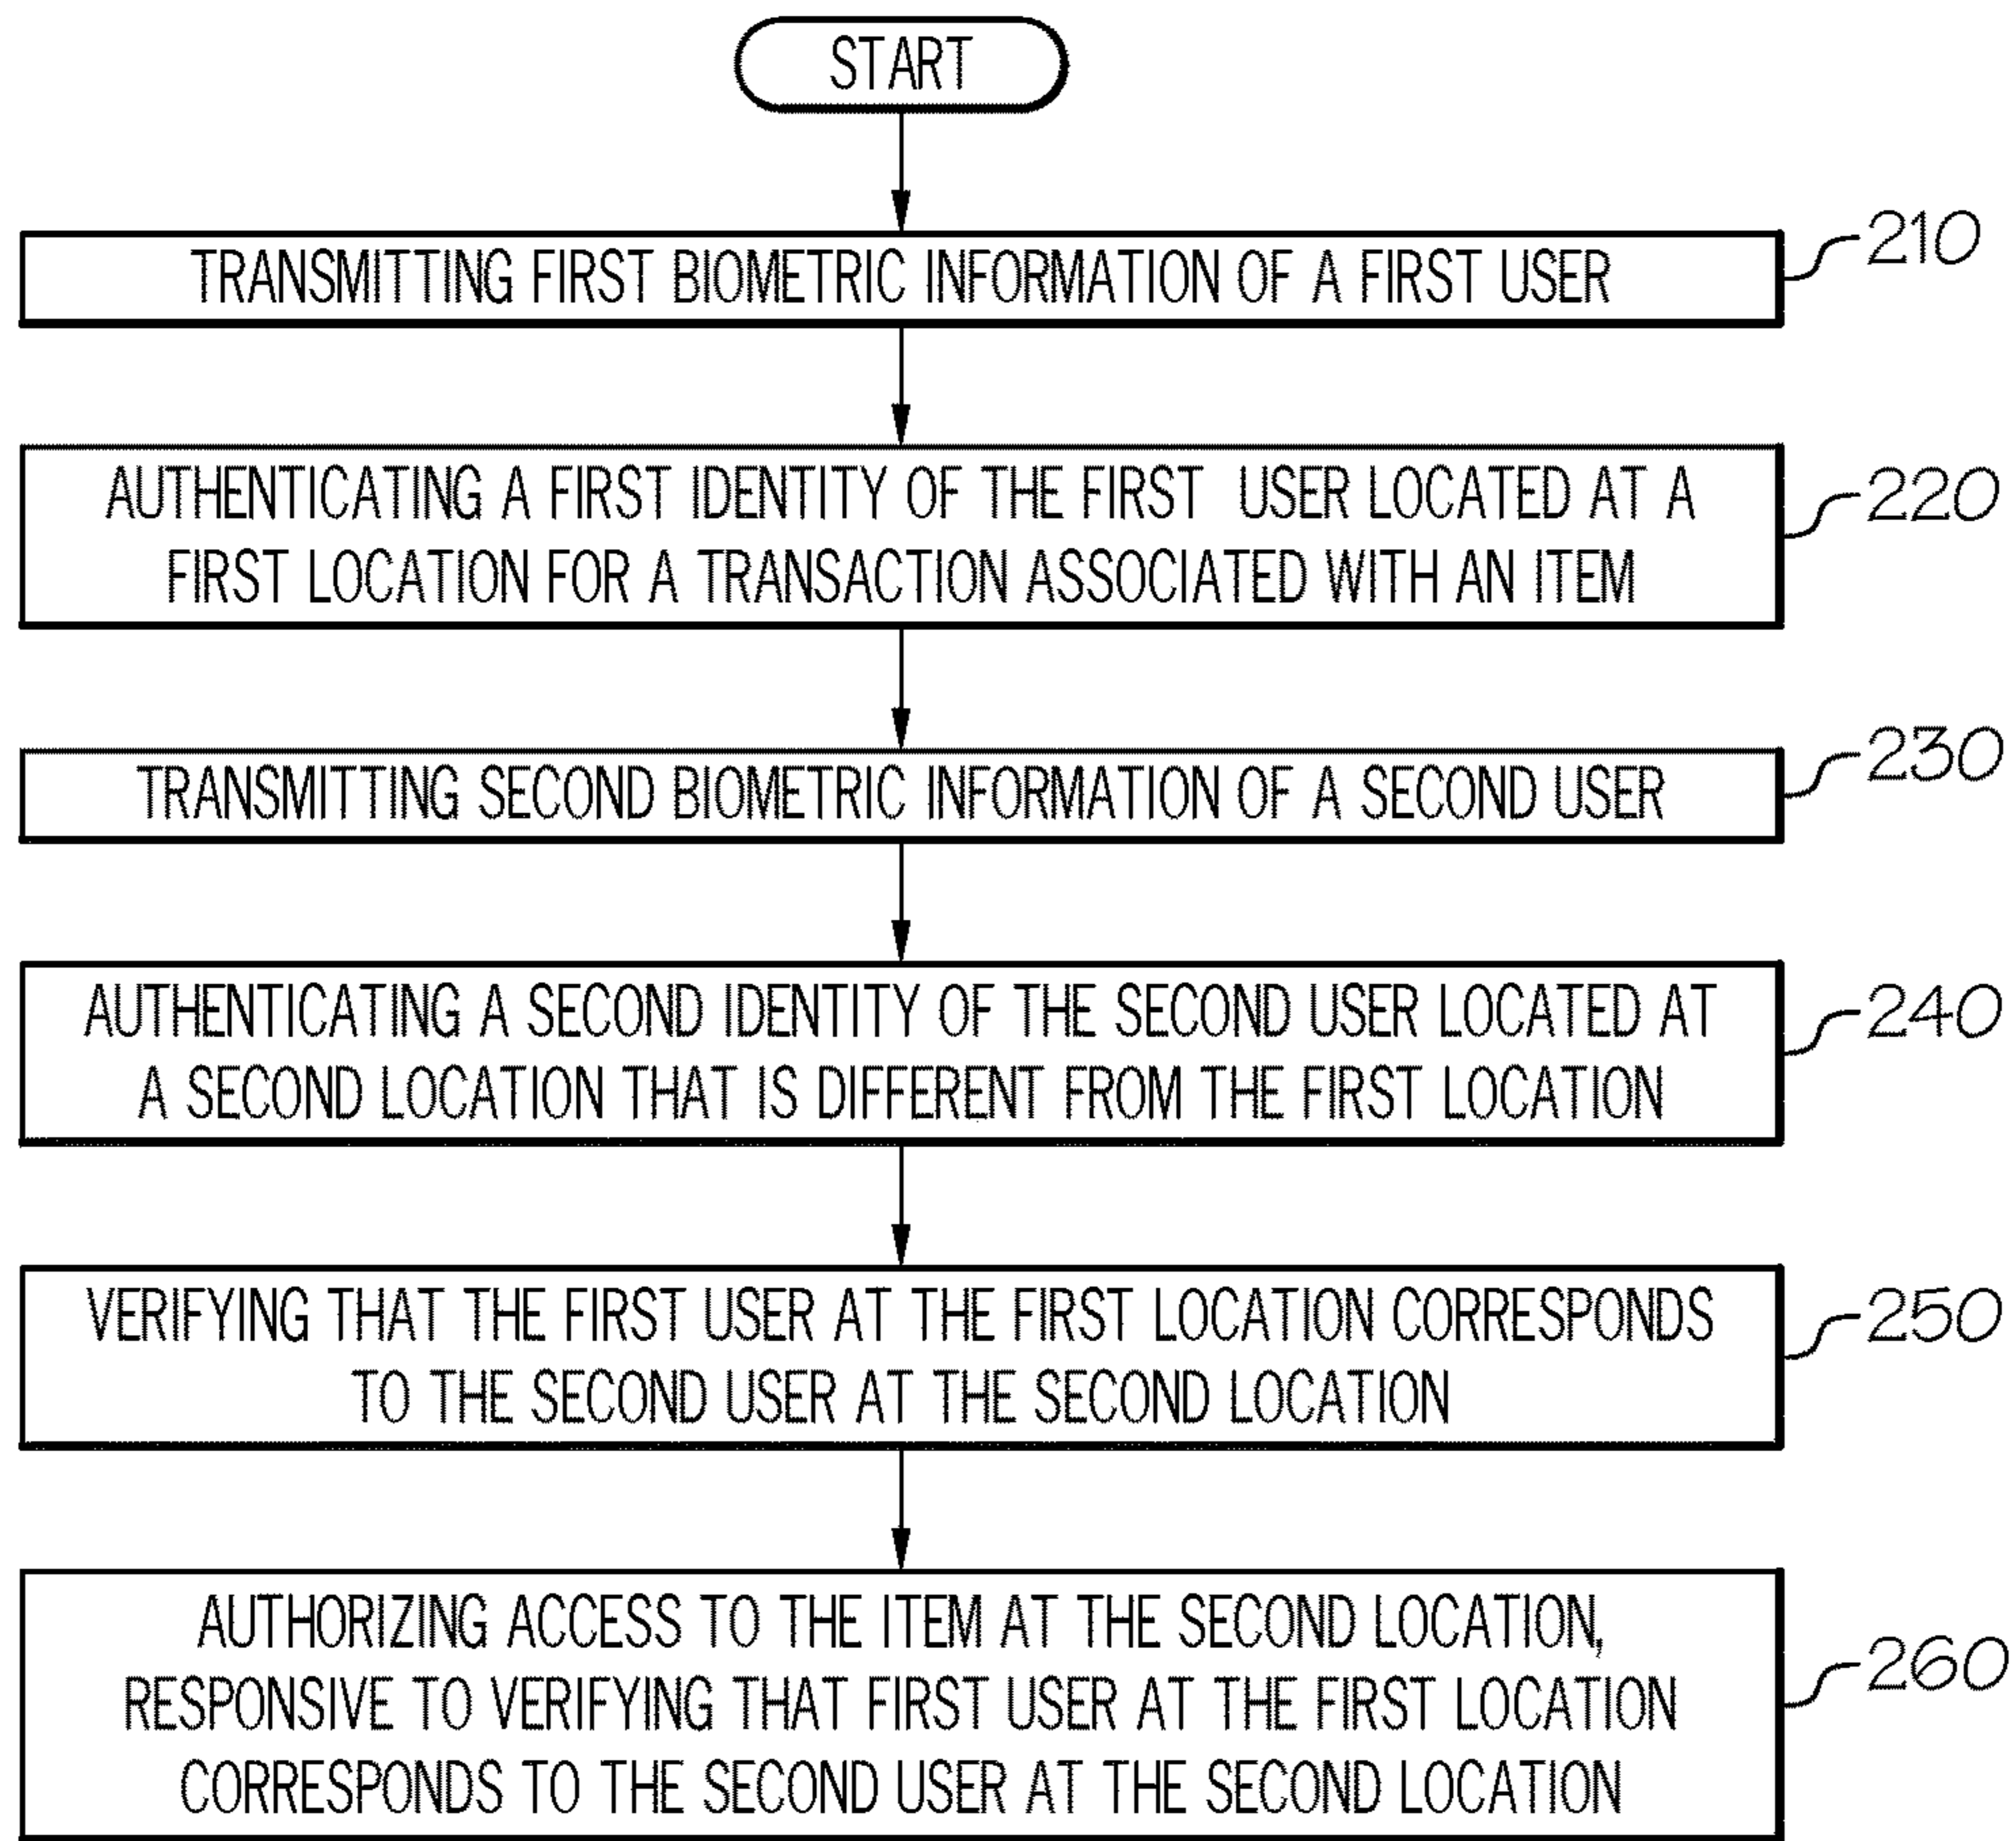 START
TRANSMITTING FIRST BIOMETRIC INFORMATION OF A FIRST USER
210
AUTHENTICATING A FIRST IDENTITY OF THE FIRST USER LOCATED AT A
FIRST LOCATION FOR A TRANSACTION ASSOCIATED WITH AN ITEM
220
TRANSMITTING SECOND BIOMETRIC INFORMATION OF A SECOND USER
230
AUTHENTICATING A SECOND IDENTITY OF THE SECOND USER LOCATED AT
A SECOND LOCATION THAT IS DIFFERENT FROM THE FIRST LOCATION
240
VERIFYING THAT THE FIRST USER AT THE FIRST LOCATION CORRESPONDS
TO THE SECOND USER AT THE SECOND LOCATION
250
AUTHORIZING ACCESS TO THE ITEM AT THE SECOND LOCATION,
RESPONSIVE TO VERIFYING THAT FIRST USER AT THE FIRST LOCATION
CORRESPONDS TO THE SECOND USER AT THE SECOND LOCATION
260